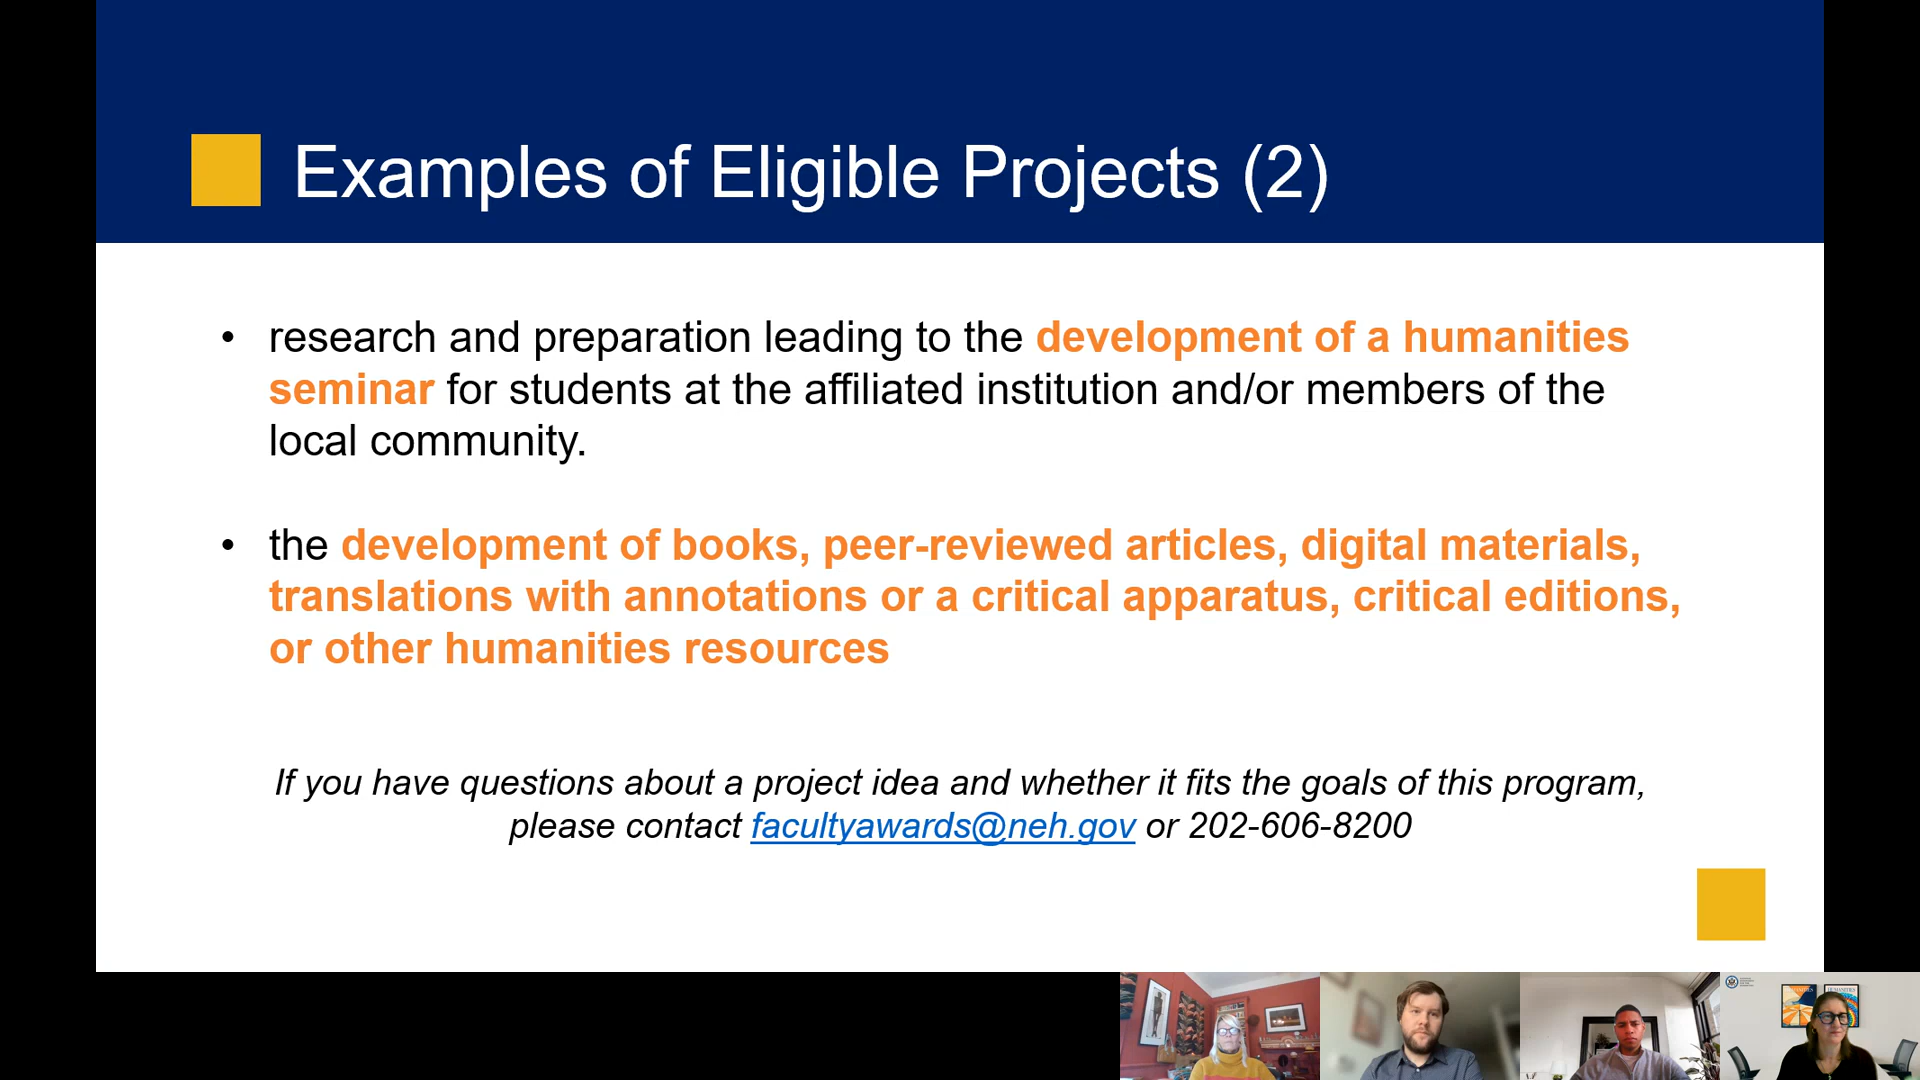 Examples of Eligible Projects (2)
• research and preparation leading to the development of a humanities
seminar for students at the affiliated institution and/or members of the
local community.
• the development of books, peer-reviewed articles, digital materials,
translations with annotations or a critical apparatus, critical editions,
or other humanities resources
If you have questions about a project idea and whether it fits the goals of this program,
please contact facultyawards@neh.gov or 202-606-8200